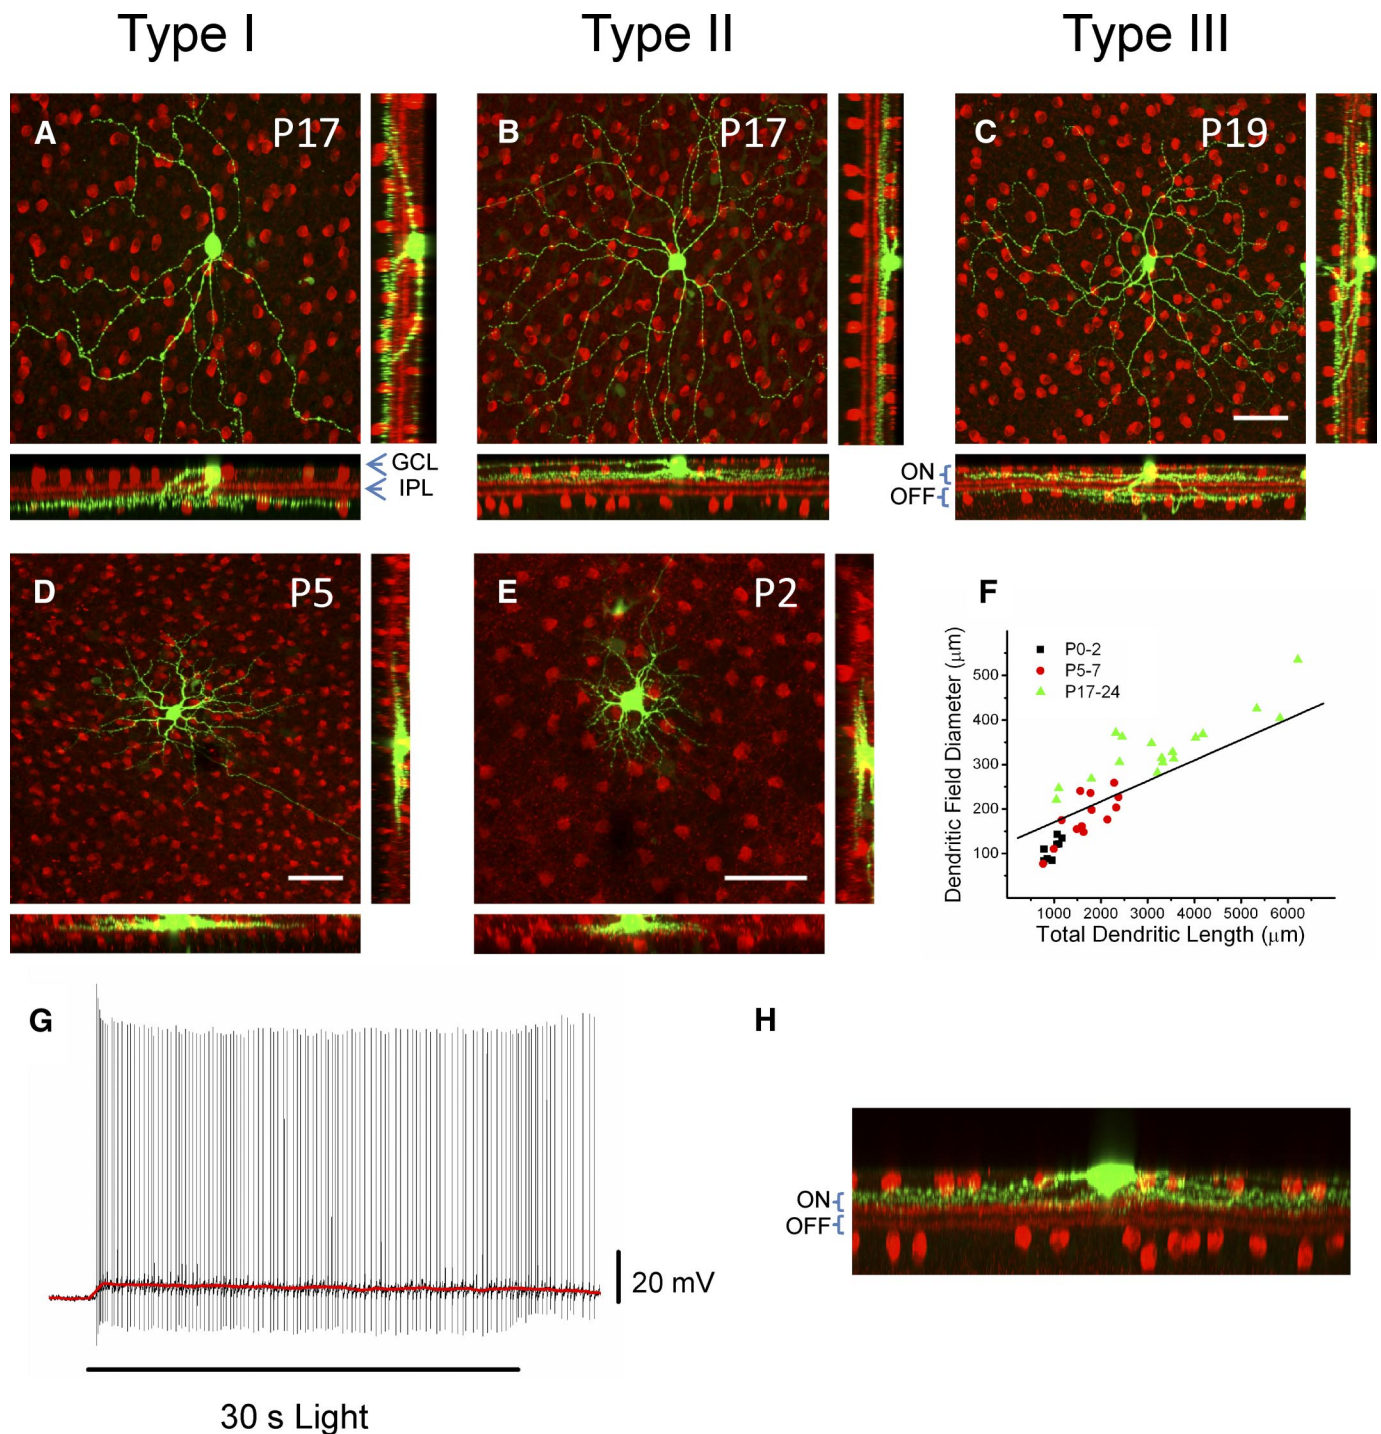 Type I
Type II
Type III
A
P17
B
P17
C
P19
GCL
IPL
ON
OFF
D
P5
E
P2
F
Dendritic Field Diameter (μm)
500
400
300
200
100
P0-2
P5-7
P17-24
1000 2000 3000 4000 5000 6000
Total Dendritic Length (μm)
G
20 mV
30 s Light
H
ON
OFF